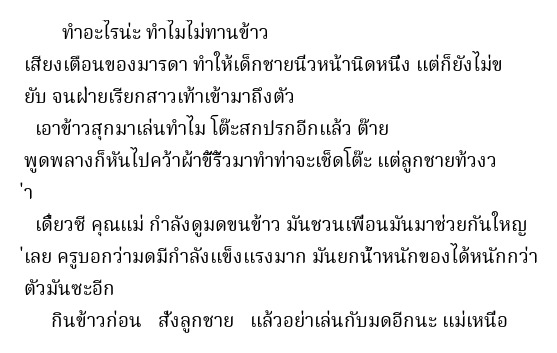 ทำอะไรน่ะ ทำไมไม่ทานข้าว
เสียงเตือนของมารดา ทำให้เด็กชายนิ่วหน้านิดหนึ่ง แต่ก็ยังไม่ข
ยับ จนฝ่ายเรียกสาวเท้าเข้ามาถึงตัว
เอาข้าวสุกมาเล่นทำไม โต๊ะสกปรกอีกแล้ว ต๊าย
พูดพลางก็หันไปคว้าผ้าขี้ริ้วมาทำท่าจะเช็ดโต๊ะ แต่ลูกชายท้วงว
่า
เดี๋ยวซี คุณแม่ กำลังดูมดขนข้าว มันชวนเพื่อนมันมาช่วยกันใหญ
่เลย ครูบอกว่ามดมีกำลังแข็งแรงมาก มันยกน้ำหนักของได้หนักกว่า
ตัวมันซะอีก
กินข้าวก่อน สั่งลูกชาย แล้วอย่าเล่นกับมดอีกนะ แม่เหนื่อ